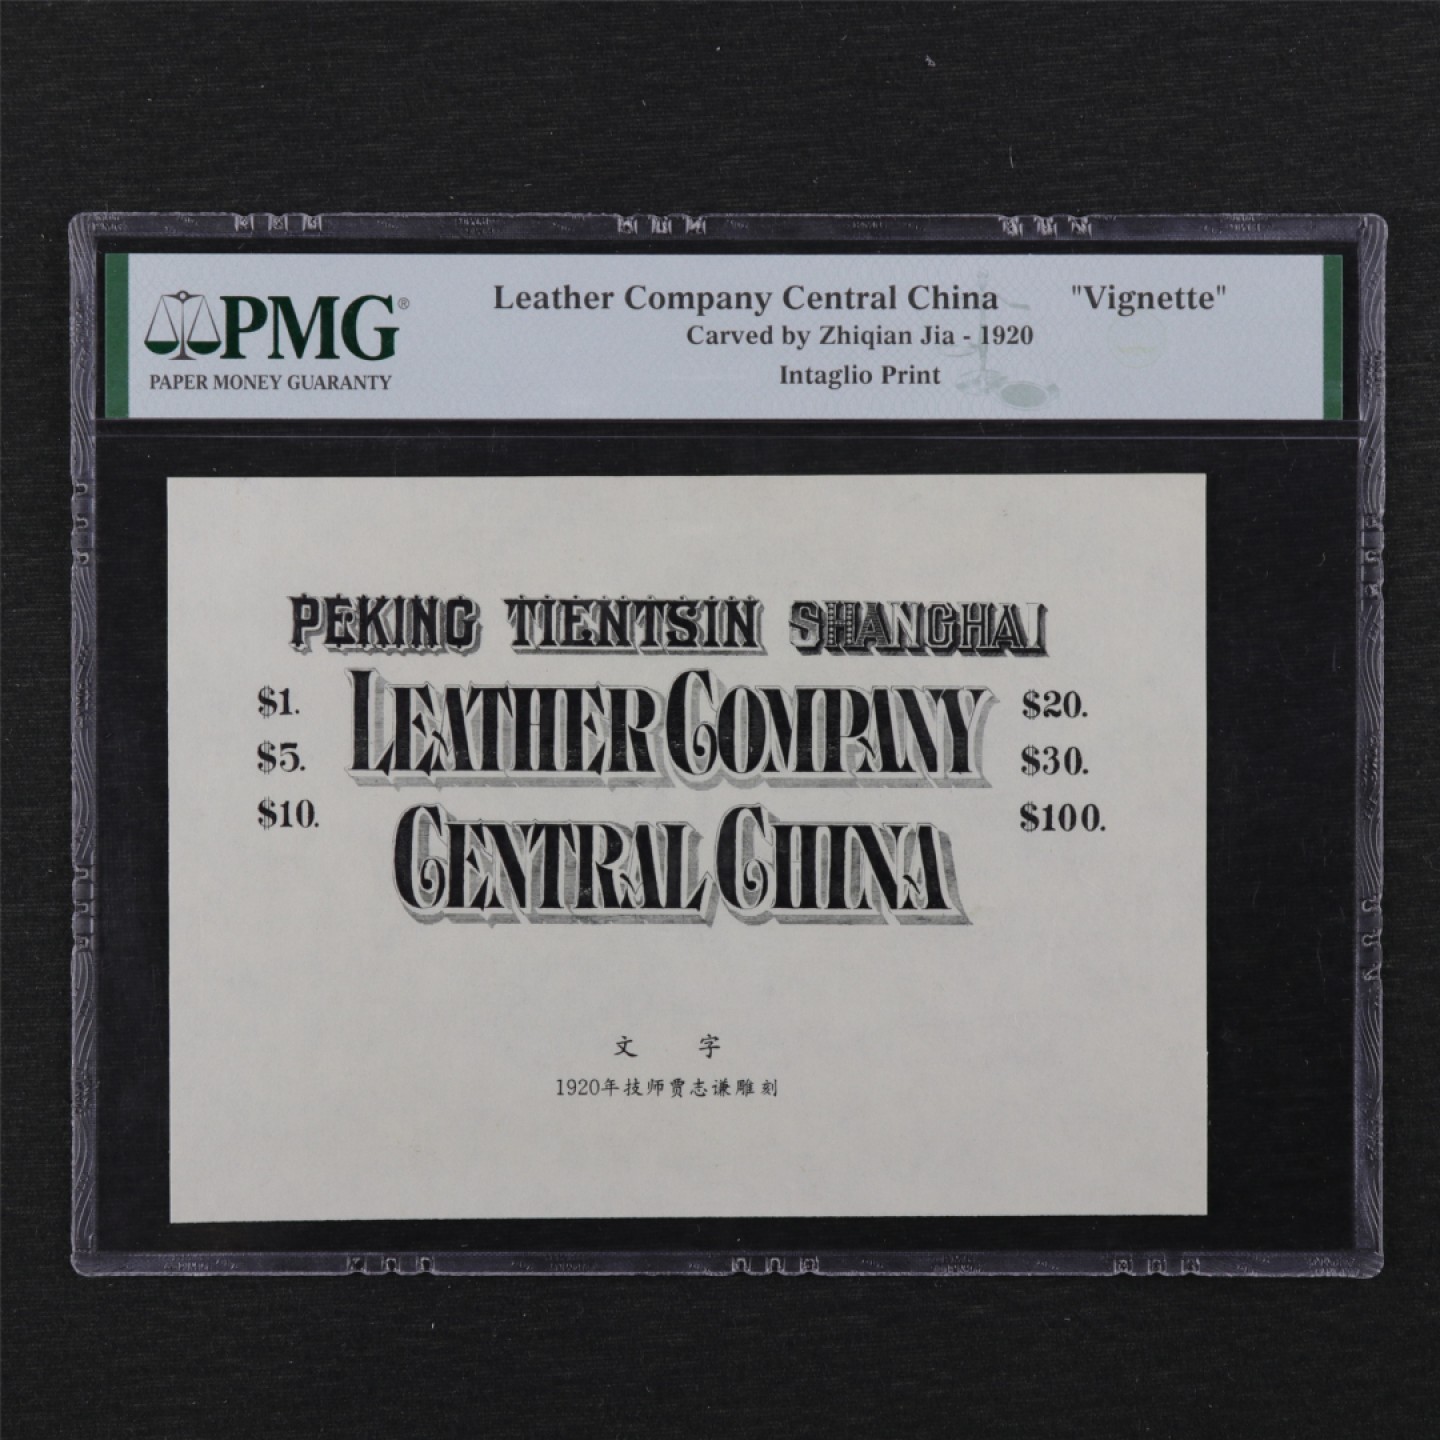 PMG®
PAPER MONEY GUARANTY
Leather Company Central China "Vignette"
Carved by Zhiqian Jia - 1920
Intaglio Print
PEKING TIENTSIN SHANGHAI
$1. LEATHER COMPANY $20.
$5. $30.
$10. CENTRAL CHINA $100.
文 字
1920年技师贾志谦雕刻